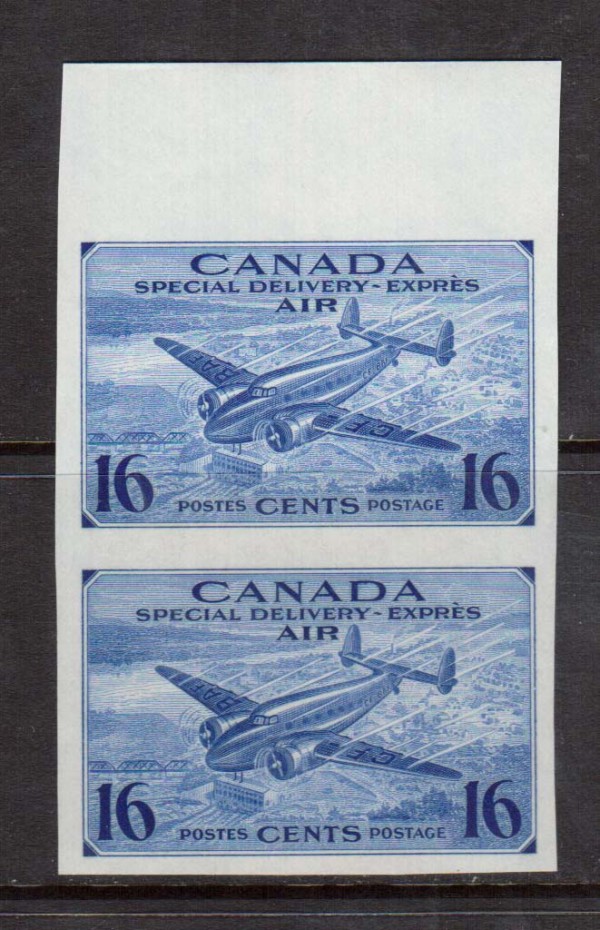 CANADA
SPECIAL DELIVERY~EXPRÈS
AIR
16 POSTES CENTS POSTAGE 16
CANADA
SPECIAL DELIVERY~EXPRÈS
AIR
16 POSTES CENTS POSTAGE 16